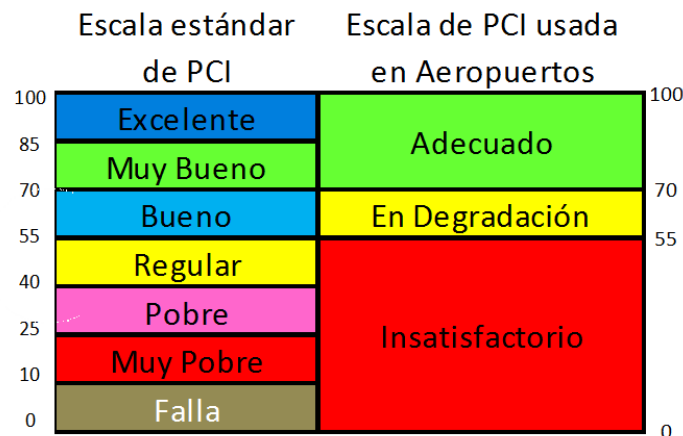 Escala estándar
de PCI
Escala de PCI usada
en Aeropuertos
100
85
70
55
40
25
10
0
Excelente
Muy Bueno
Bueno
Regular
Pobre
Muy Pobre
Falla
Adecuado
En Degradación
Insatisfactorio
100
70
55
0